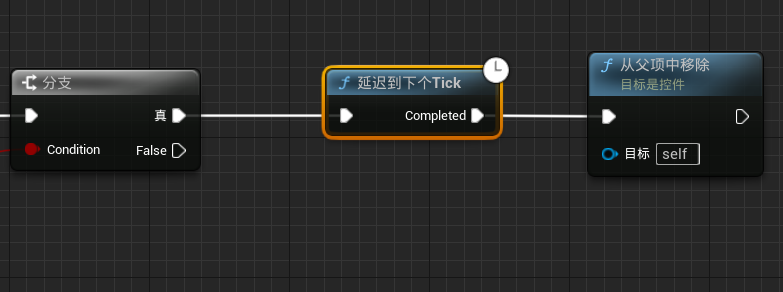 分支
真
Condition
False
延迟到下个Tick
Completed
从父项中移除
目标是控件
目标 self